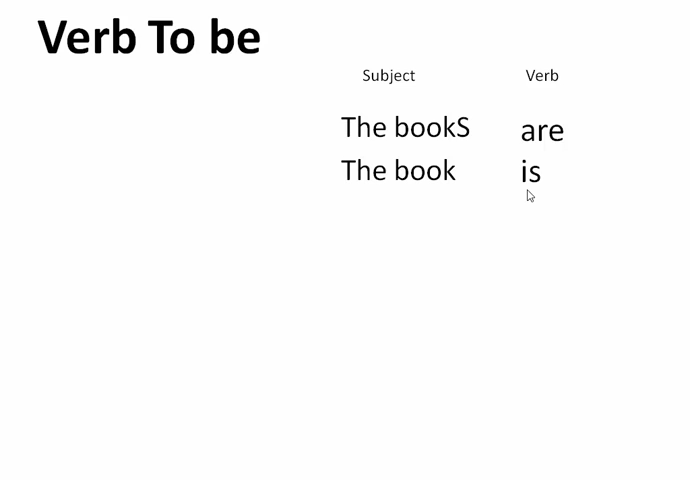 Verb To be
Subject Verb
The bookS are
The book is